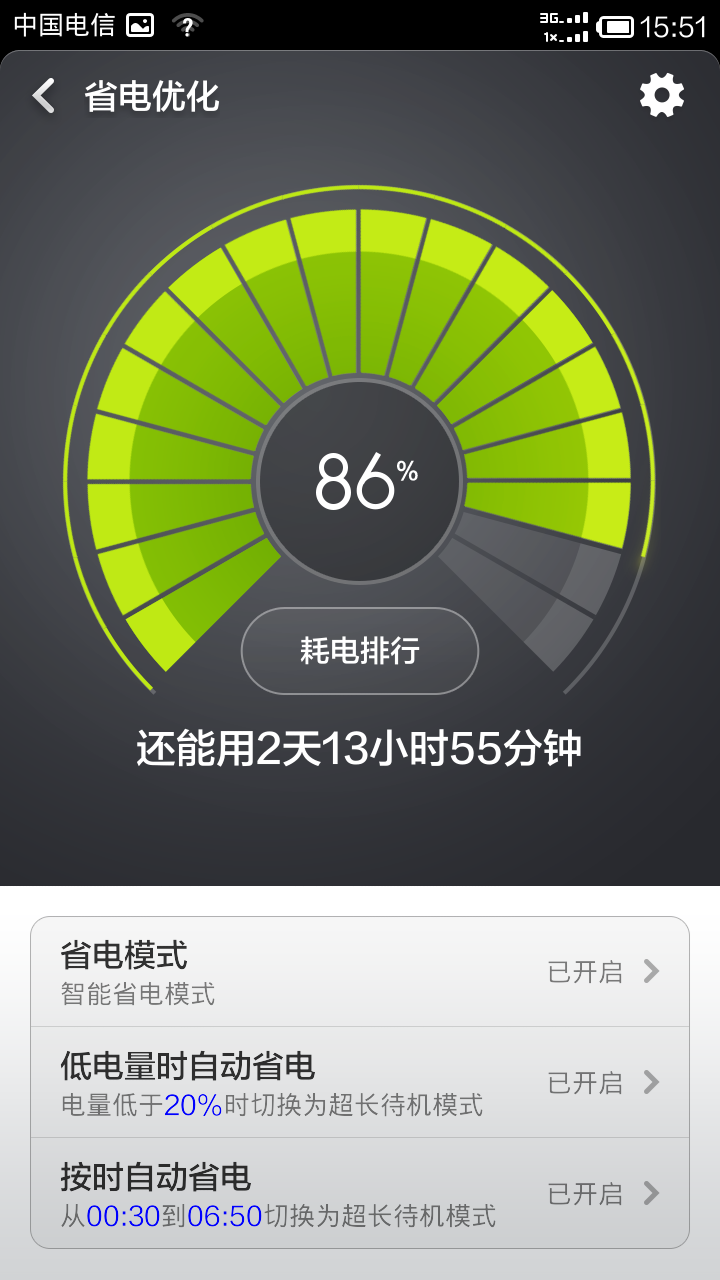 中国电信 3G 1× 15:51
省电优化
86%
耗电排行
还能用2天13小时55分钟
省电模式
智能省电模式
已开启
低电量时自动省电
电量低于20%时切换为超长待机模式
已开启
按时自动省电
从00:30到06:50切换为超长待机模式
已开启